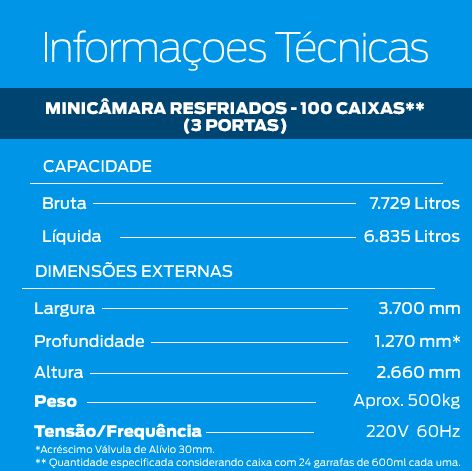 Informaçoes Técnicas
MINICÂMARA RESFRIADOS - 100 CAIXAS**
(3 PORTAS)
CAPACIDADE
Bruta 7.729 Litros
Líquida 6.835 Litros
DIMENSÕES EXTERNAS
Largura 3.700 mm
Profundidade 1.270 mm*
Altura 2.660 mm
Peso Aprox. 500kg
Tensão/Frequência 220V 60Hz
*Acréscimo Válvula de Alívio 30mm.
** Quantidade especificada considerando caixa com 24 garrafas de 600ml cada uma.